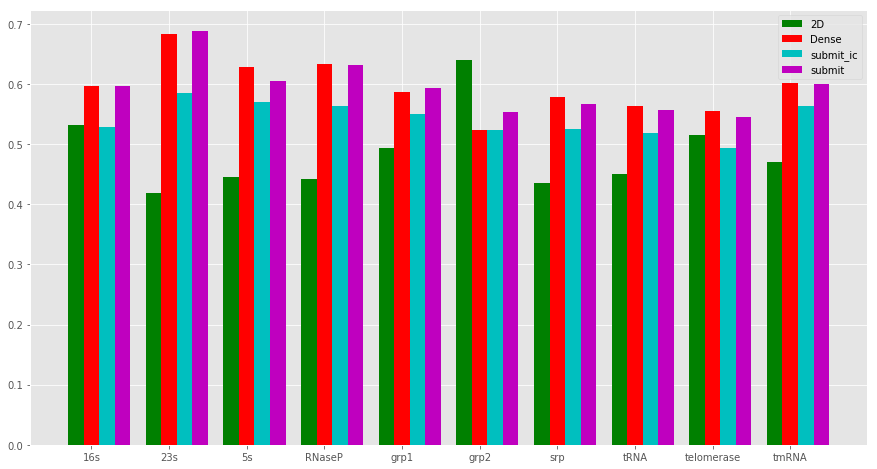 0.7
0.6
0.5
0.4
0.3
0.2
0.1
0.0
2D
Dense
submit_ic
submit
16s 23s 5s RNaseP grp1 grp2 srp tRNA telomerase tmRNA